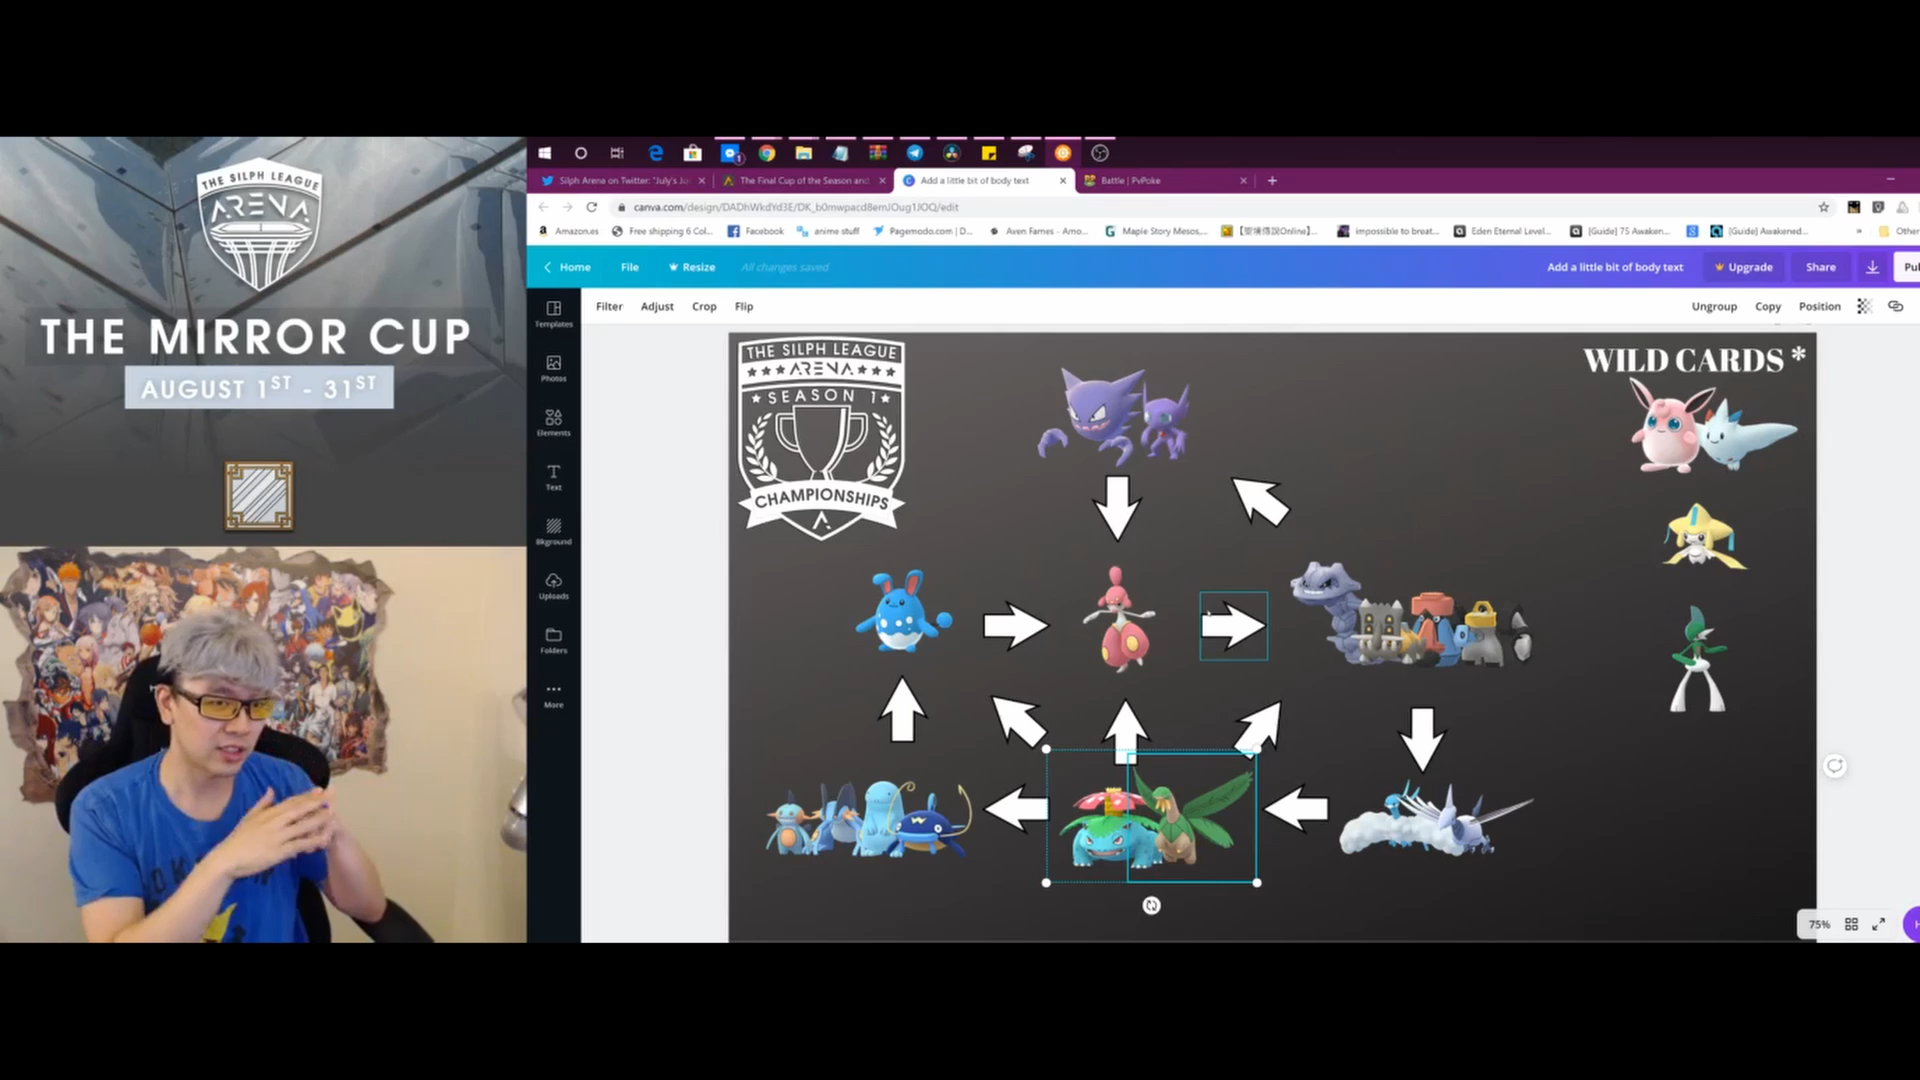 THE SILPH LEAGUE
ARENA
THE MIRROR CUP
AUGUST 1ST - 31ST
Silph Arena on Twitter: "July's Ju
The Final Cup of the Season and
Add a little bit of body text
Battle | PvPoke
canva.com/design/DADhWkdYd3E/DK_b0mwpacd8emJOug1JOQ/edit
Amazon.es
Free shipping 6 Col...
Facebook
anime stuff
Pagemodo.com | D...
Aven Fames - Amo...
Maple Story Mesos,...
impossible to breat...
Eden Eternal Level...
[Guide] 75 Awaken...
[Guide] Awakened...
Other
Home
File
Resize
All changes saved
Add a little bit of body text
Upgrade
Share
Filter
Adjust
Crop
Flip
Ungroup
Copy
Position
Templates
Photos
Elements
Text
Bkground
Uploads
Folders
More
THE SILPH LEAGUE
ARENA
SEASON 1
CHAMPIONSHIPS
WILD CARDS *
75%